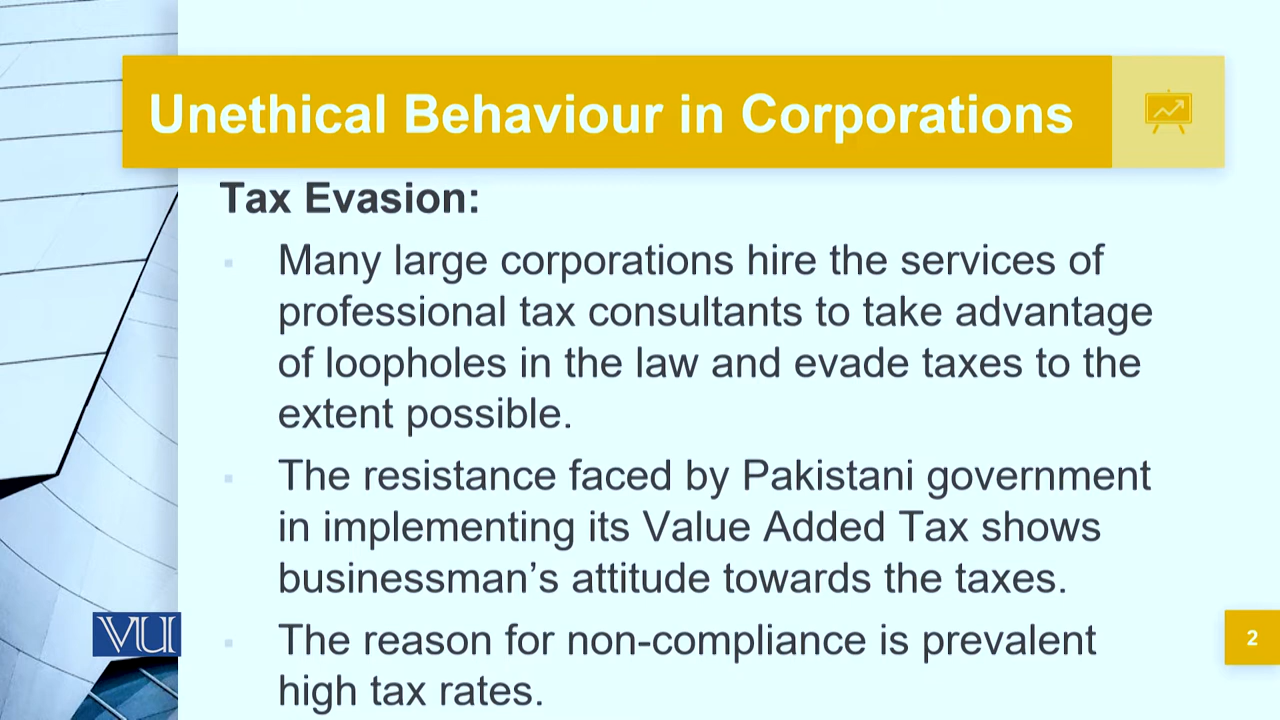 Unethical Behaviour in Corporations
Tax Evasion:
▪ Many large corporations hire the services of
professional tax consultants to take advantage
of loopholes in the law and evade taxes to the
extent possible.
▪ The resistance faced by Pakistani government
in implementing its Value Added Tax shows
businessman’s attitude towards the taxes.
▪ The reason for non-compliance is prevalent
high tax rates.
VU
2